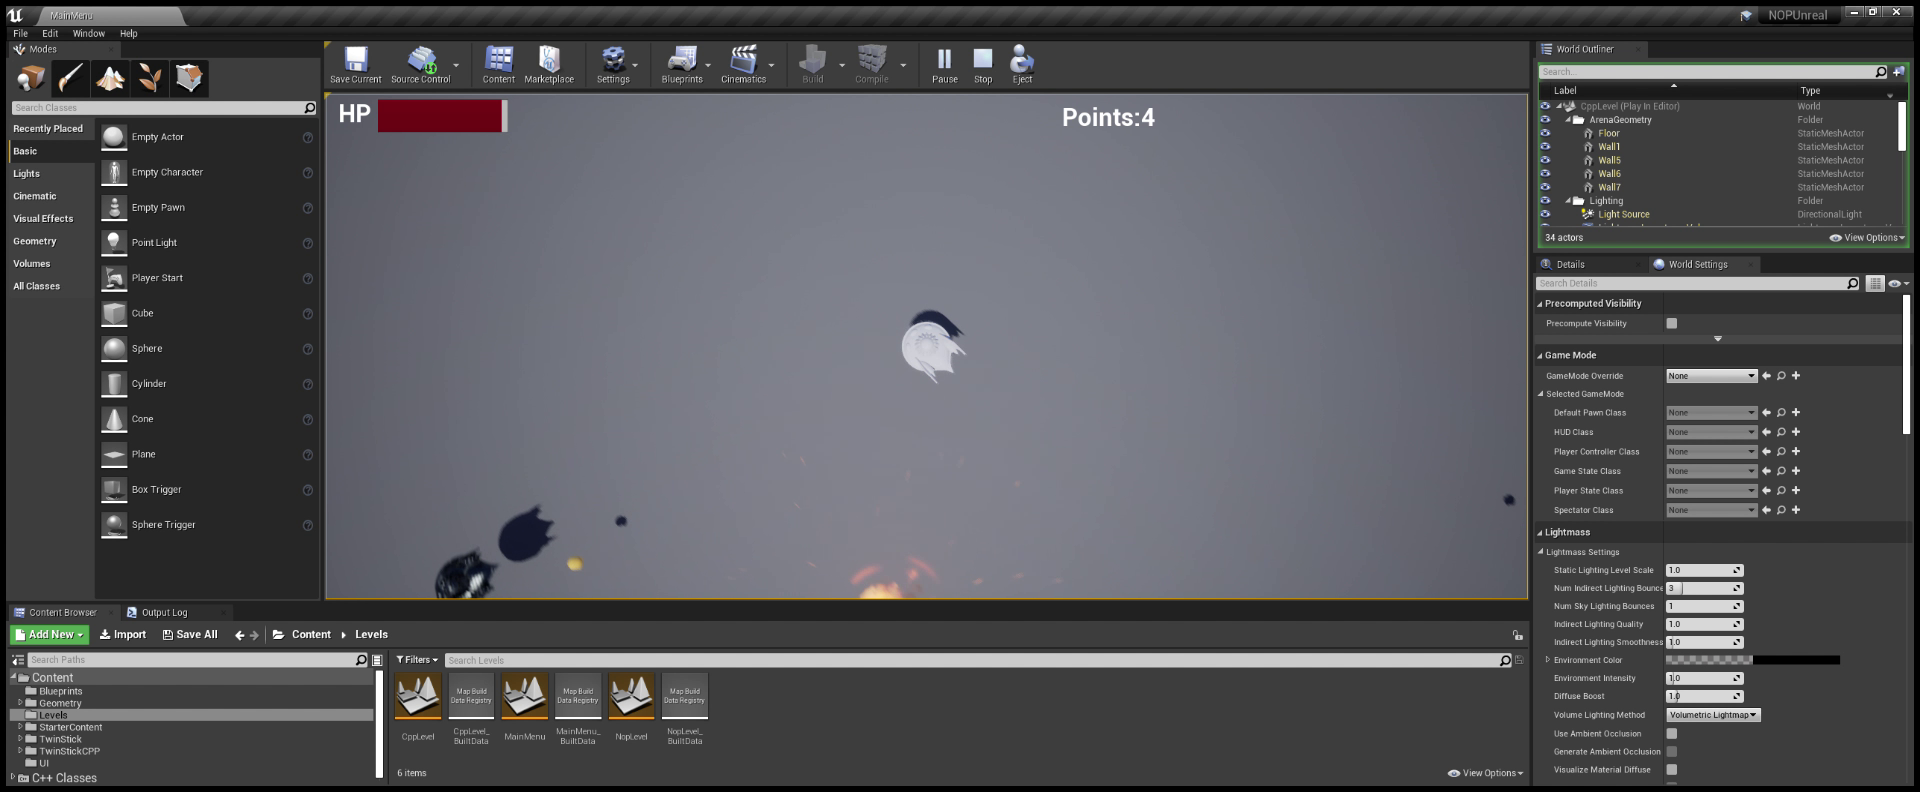 MainMenu
NOPUnreal
File Edit Window Help
Modes
Search Classes
Recently Placed
Basic
Lights
Cinematic
Visual Effects
Geometry
Volumes
All Classes
Empty Actor
Empty Character
Empty Pawn
Point Light
Player Start
Cube
Sphere
Cylinder
Cone
Plane
Box Trigger
Sphere Trigger
Save Current Source Control Content Marketplace Settings Blueprints Cinematics Build Compile Pause Stop Eject
HP
Points:4
World Outliner
Search...
Label Type
CppLevel (Play In Editor) World
ArenaGeometry Folder
Floor StaticMeshActor
Wall1 StaticMeshActor
Wall5 StaticMeshActor
Wall6 StaticMeshActor
Wall7 StaticMeshActor
Lighting Folder
Light Source DirectionalLight
34 actors View Options
Details World Settings
Search Details
Precomputed Visibility
Precompute Visibility
Game Mode
GameMode Override None
Selected GameMode
Default Pawn Class None
HUD Class None
Player Controller Class None
Game State Class None
Player State Class None
Spectator Class None
Lightmass
Lightmass Settings
Static Lighting Level Scale 1.0
Num Indirect Lighting Bounce 3
Num Sky Lighting Bounces 1
Indirect Lighting Quality 1.0
Indirect Lighting Smoothness 1.0
Environment Color
Environment Intensity 1.0
Diffuse Boost 1.0
Volume Lighting Method Volumetric Lightmap
Use Ambient Occlusion
Generate Ambient Occlusion
Visualize Material Diffuse
Content Browser Output Log
Add New Import Save All Content Levels
Search Paths
Content
Blueprints
Geometry
Levels
StarterContent
TwinStick
TwinStickCPP
UI
C++ Classes
Filters Search Levels
Map Build
Data Registry
Map Build
Data Registry
Map Build
Data Registry
CppLevel
CppLevel_
BuiltData
MainMenu
MainMenu_
BuiltData
NopLevel
NopLevel_
BuiltData
6 items View Options